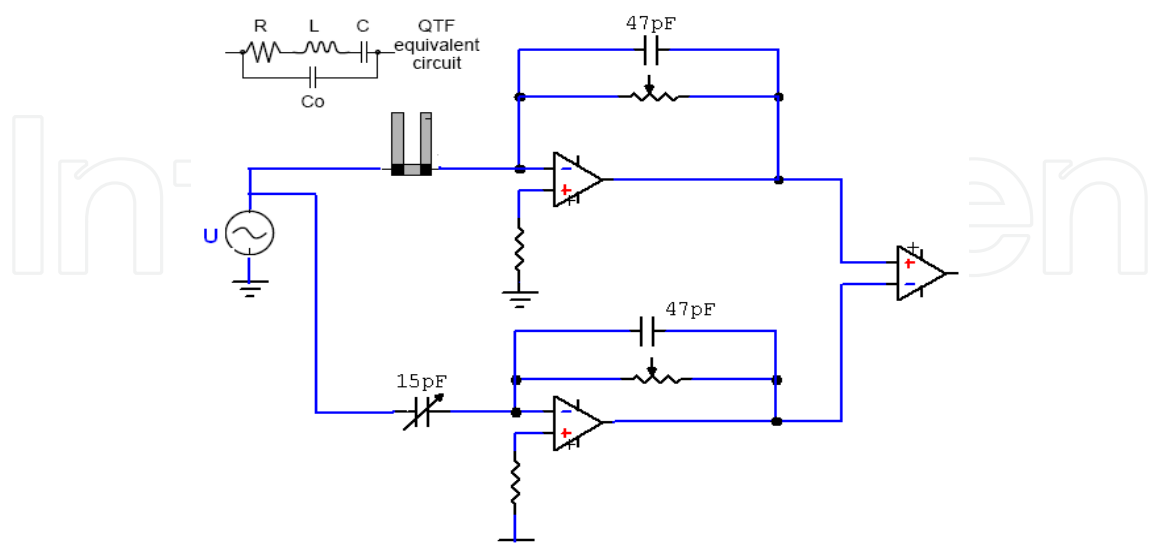 R L C
QTF
equivalent
circuit
Co
47pF
U
47pF
15pF